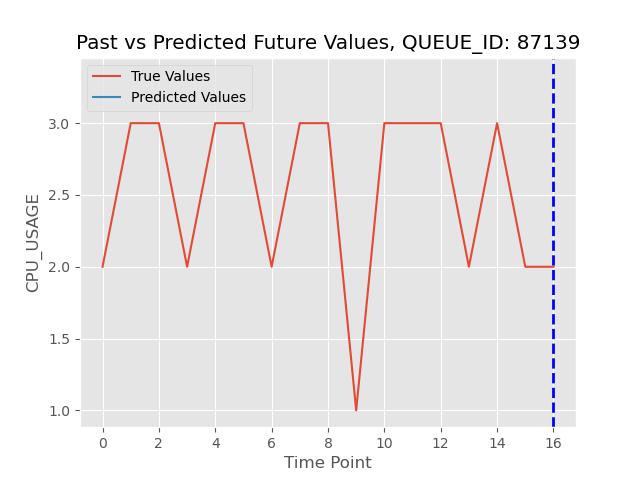 Past vs Predicted Future Values, QUEUE_ID: 87139
True Values
Predicted Values
3.0
2.5
2.0
1.5
1.0
CPU_USAGE
0 2 4 6 8 10 12 14 16
Time Point